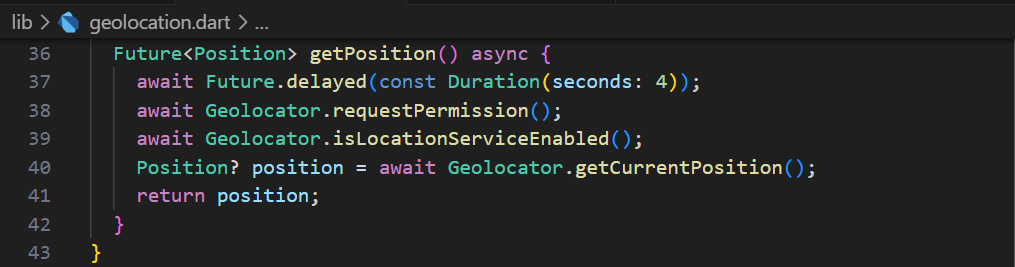 lib > geolocation.dart > ...
36 Future<Position> getPosition() async {
37 await Future.delayed(const Duration(seconds: 4));
38 await Geolocator.requestPermission();
39 await Geolocator.isLocationServiceEnabled();
40 Position? position = await Geolocator.getCurrentPosition();
41 return position;
42 }
43 }